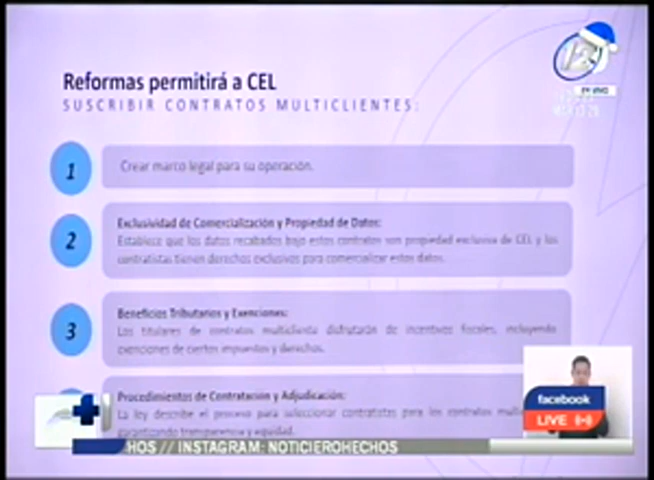 Reformas permitirá a CEL
SUSCRIBIR CONTRATOS MULTICLIENTES:
EN VIVO
1
Crear marco legal para su operación.
2
Exclusividad de Comercialización y Propiedad de Datos:
Establece que los datos recabados bajo estos contratos son propiedad exclusiva de CEL y los
contratistas tienen derechos exclusivos para comercializar estos datos.
3
Beneficios Tributarios y Exenciones:
Los titulares de contratos multicliente disfrutarán de incentivos fiscales, incluyendo
exenciones de ciertos impuestos y derechos.
Procedimientos de Contratación y Adjudicación:
La ley describe el proceso para seleccionar contratistas para los contratos
garantizando transparencia y equidad.
facebook
LIVE
HOS // INSTAGRAM: NOTICIEROHECHOS